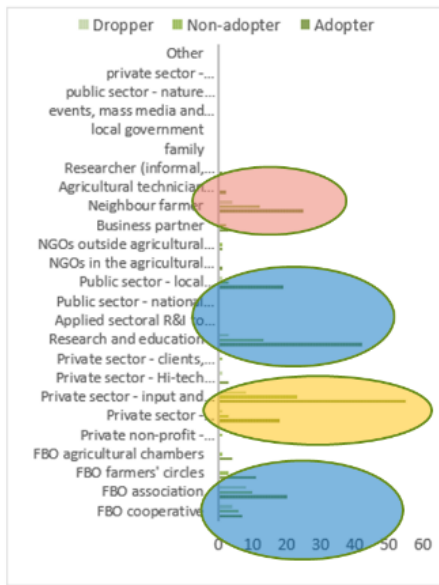 Dropper Non-adopter Adopter
Other
private sector -...
public sector - nature...
events, mass media and...
local government
family
Researcher (informal,...
Agricultural technician...
Neighbour farmer
Business partner
NGOs outside agricultural...
NGOs in the agricultural...
Public sector - local...
Public sector - national...
Applied sectoral R&I to...
Research and education
Private sector - clients,...
Private sector - Hi-tech...
Private sector - input and...
Private sector -...
Private non-profit -...
FBO agricultural chambers
FBO farmers' circles
FBO association
FBO cooperative
0 10 20 30 40 50 60